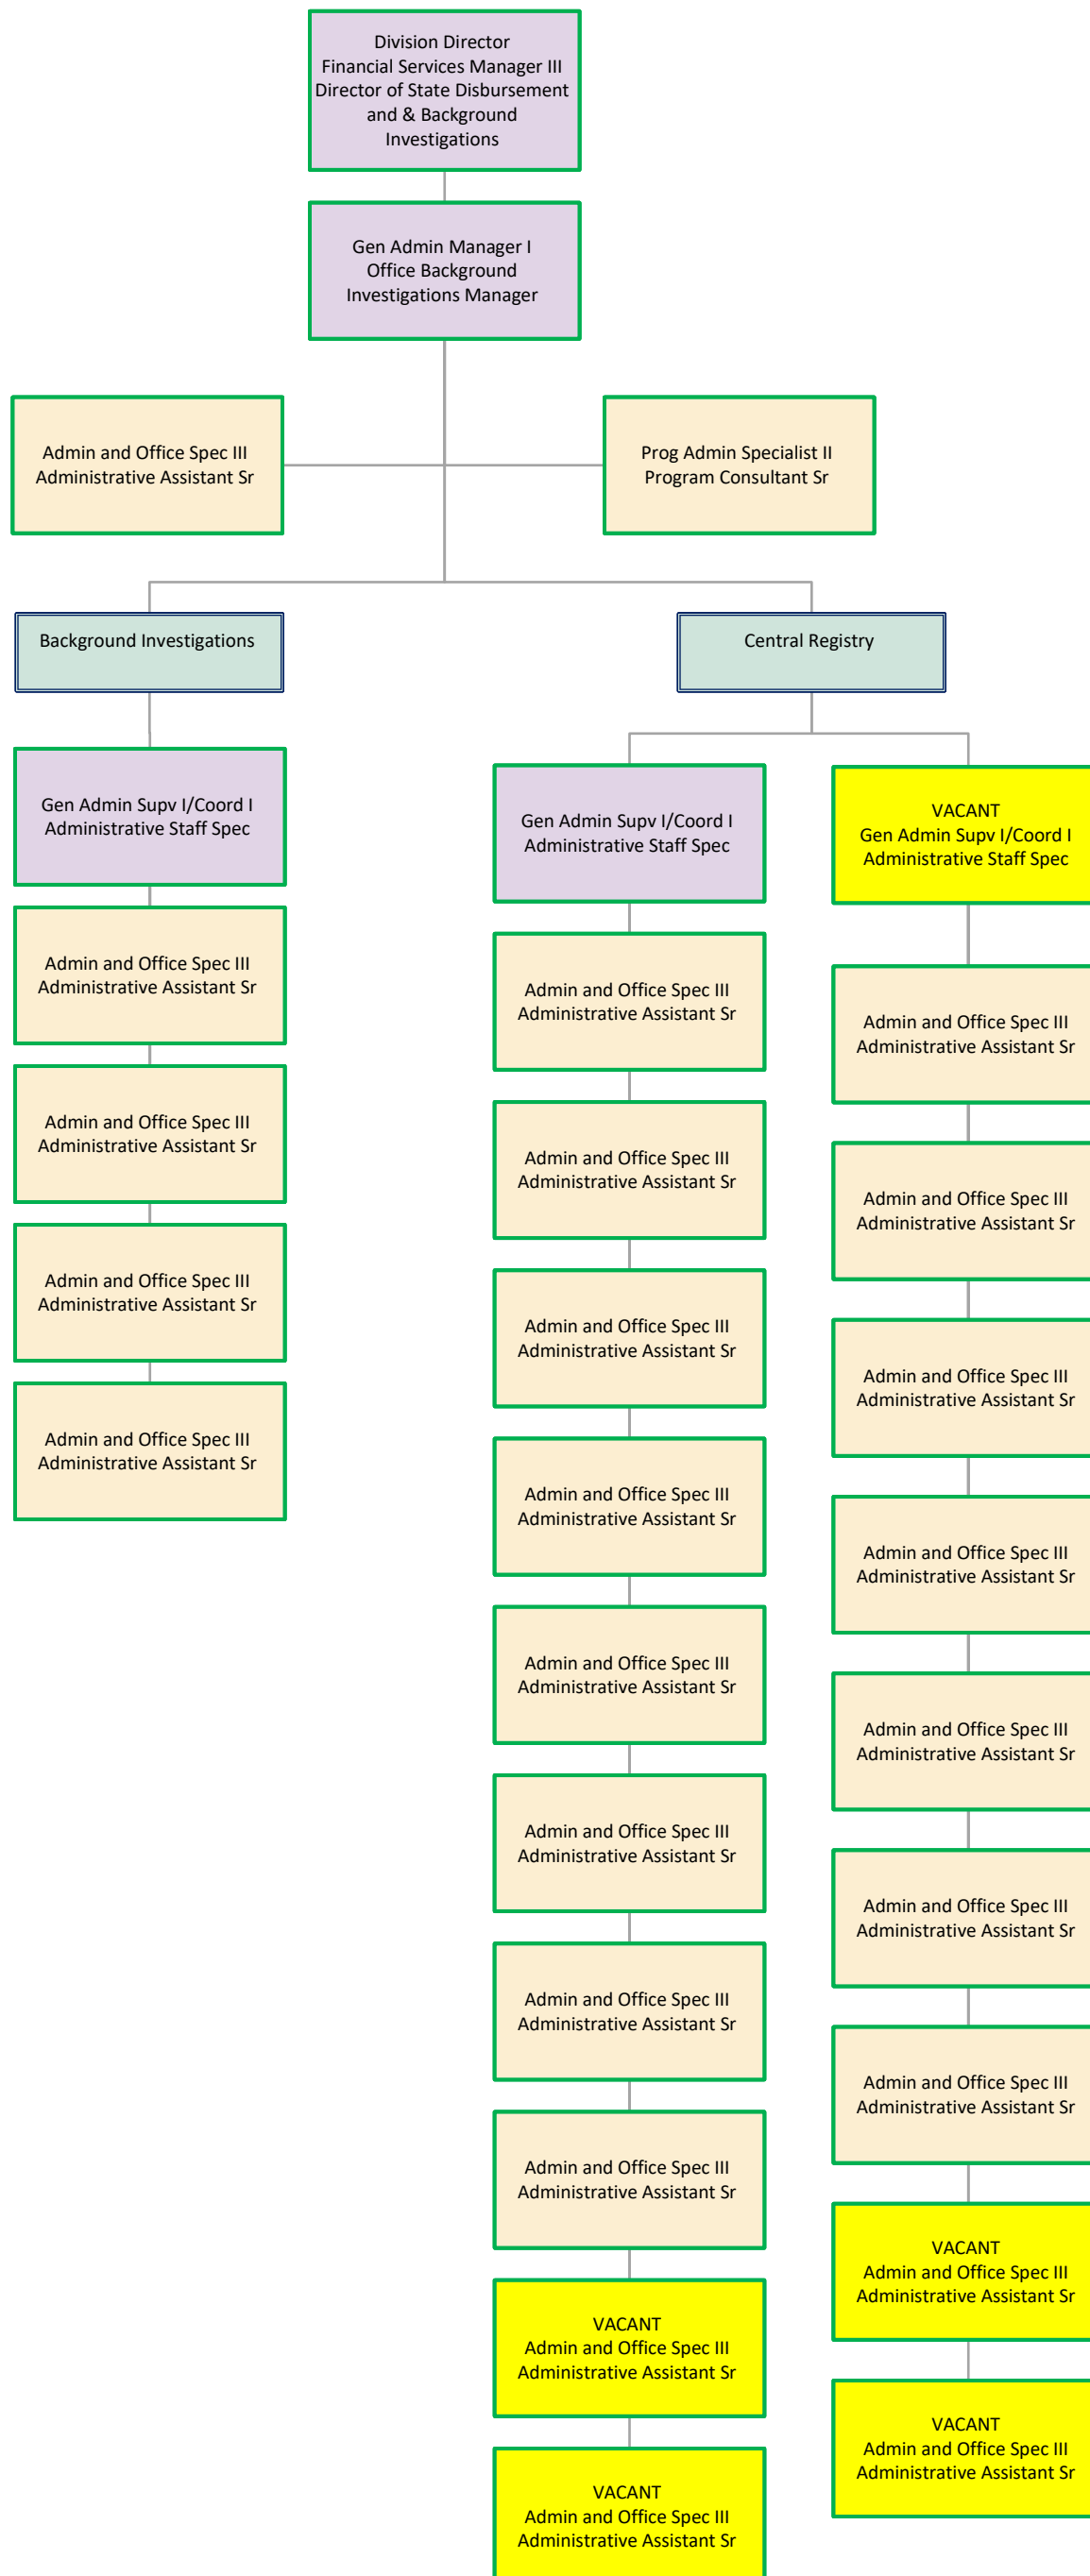 Division Director
Financial Services Manager III
Director of State Disbursement
and & Background
Investigations
Gen Admin Manager I
Office Background
Investigations Manager
Admin and Office Spec III
Administrative Assistant Sr
Prog Admin Specialist II
Program Consultant Sr
Background Investigations
Central Registry
Gen Admin Supv I/Coord I
Administrative Staff Spec
Admin and Office Spec III
Administrative Assistant Sr
Admin and Office Spec III
Administrative Assistant Sr
Admin and Office Spec III
Administrative Assistant Sr
Admin and Office Spec III
Administrative Assistant Sr
Gen Admin Supv I/Coord I
Administrative Staff Spec
Admin and Office Spec III
Administrative Assistant Sr
Admin and Office Spec III
Administrative Assistant Sr
Admin and Office Spec III
Administrative Assistant Sr
Admin and Office Spec III
Administrative Assistant Sr
Admin and Office Spec III
Administrative Assistant Sr
Admin and Office Spec III
Administrative Assistant Sr
Admin and Office Spec III
Administrative Assistant Sr
Admin and Office Spec III
Administrative Assistant Sr
VACANT
Admin and Office Spec III
Administrative Assistant Sr
VACANT
Admin and Office Spec III
Administrative Assistant Sr
VACANT
Gen Admin Supv I/Coord I
Administrative Staff Spec
Admin and Office Spec III
Administrative Assistant Sr
Admin and Office Spec III
Administrative Assistant Sr
Admin and Office Spec III
Administrative Assistant Sr
Admin and Office Spec III
Administrative Assistant Sr
Admin and Office Spec III
Administrative Assistant Sr
Admin and Office Spec III
Administrative Assistant Sr
Admin and Office Spec III
Administrative Assistant Sr
VACANT
Admin and Office Spec III
Administrative Assistant Sr
VACANT
Admin and Office Spec III
Administrative Assistant Sr